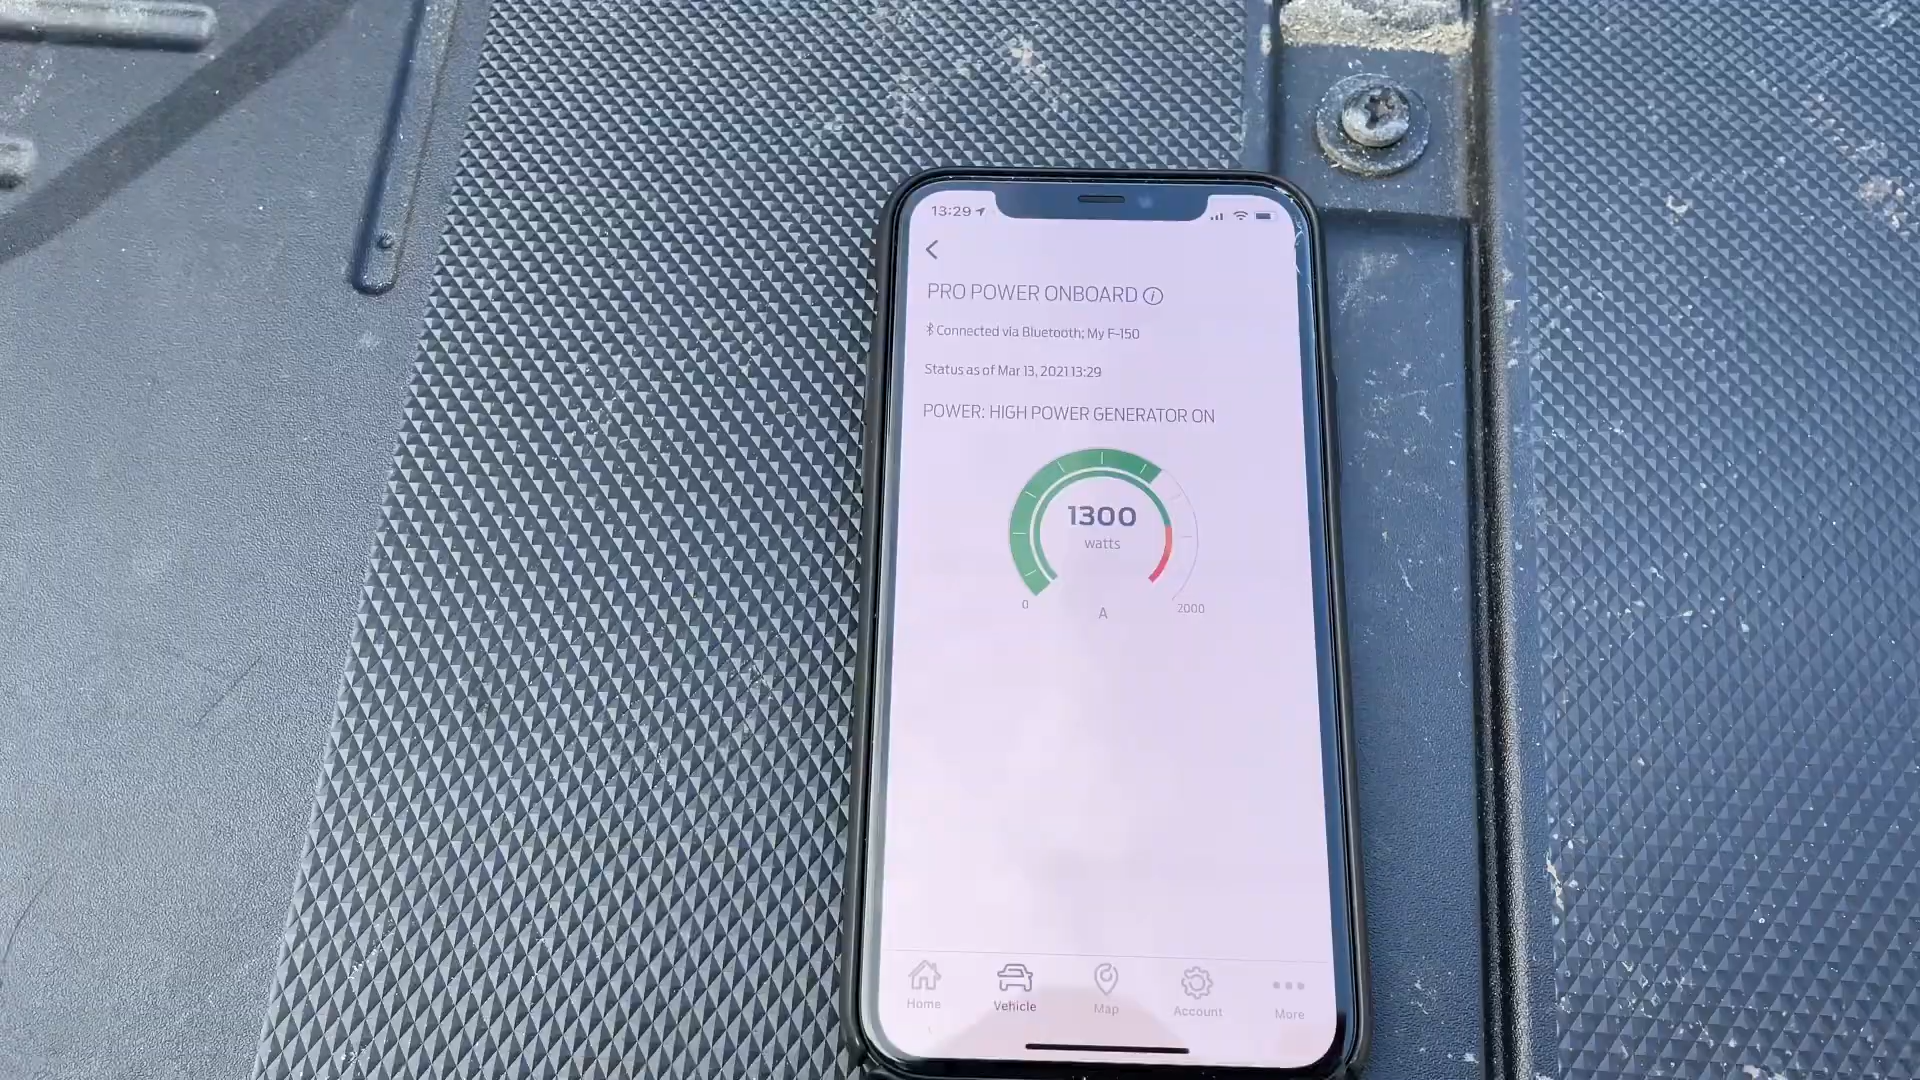 13:29
PRO POWER ONBOARD
Connected via Bluetooth; My F-150
Status as of Mar 13, 2021 13:29
POWER: HIGH POWER GENERATOR ON
1300
watts
0
A
2000
Home
Vehicle
Map
Account
More